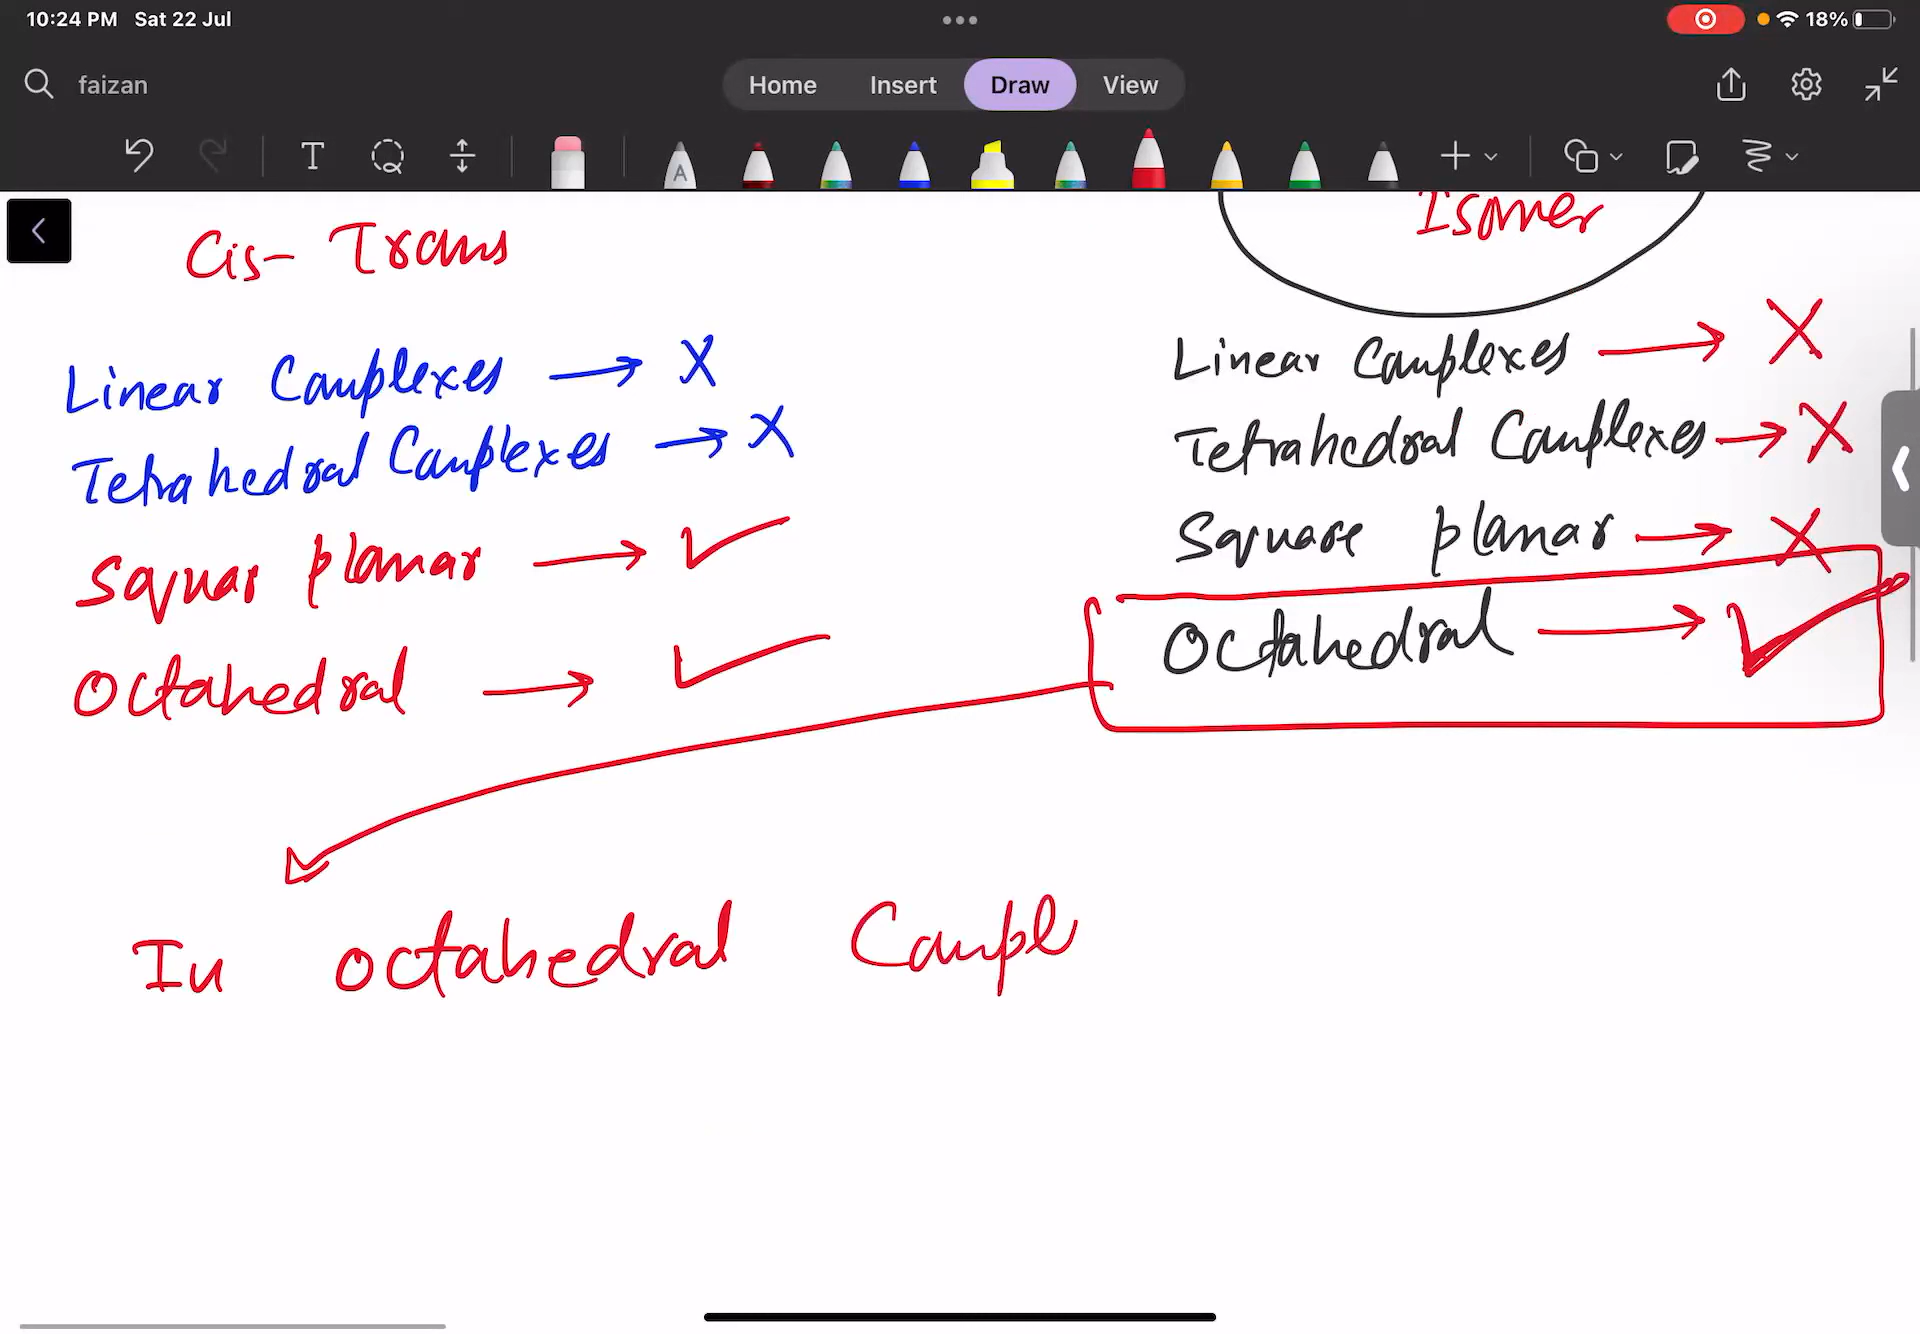 10:24 PM Sat 22 Jul
18%
faizan
Home Insert Draw View
T
A
Cis- Trans
Linear Complexes → X
Tetrahedral Complexes → X
Squar planar → ✓
Octahedral → ✓
Isomer
Linear Complexes → X
Tetrahedral Complexes → X
Square planar → X
Octahedral → ✓
In octahedral Compl